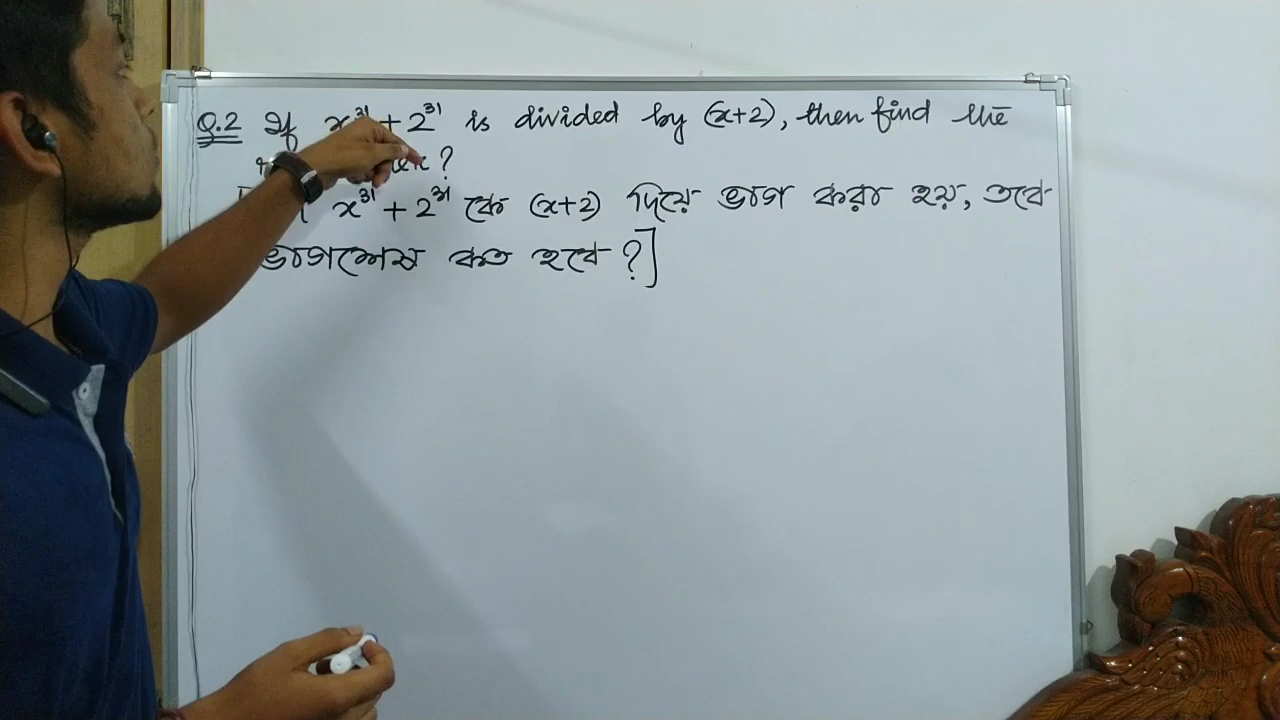 Q.2 If x³¹ + 2³¹ is divided by (x+2), then find the
?
x³¹ + 2³¹ কে (x+2) দিয়ে ভাগ করা হয়, তবে
ভাগশেষ কত হবে ?]